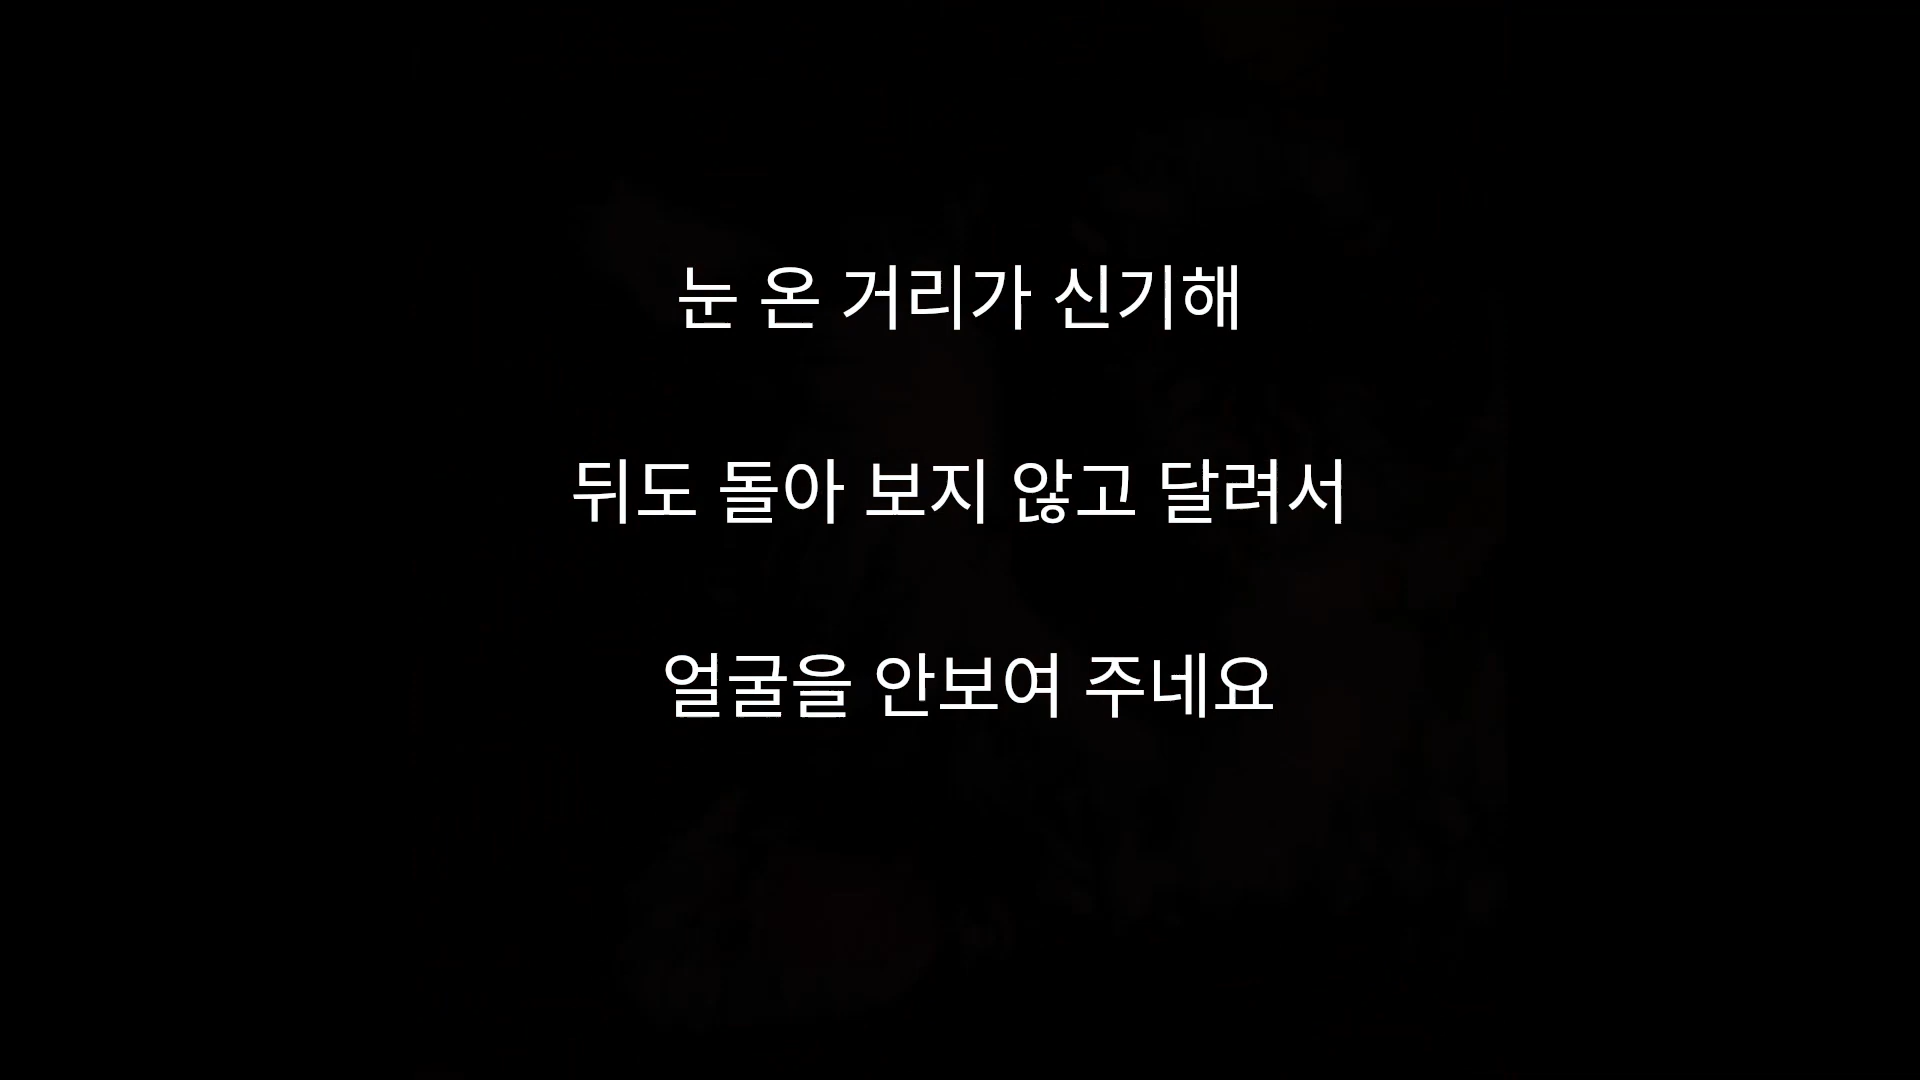 눈 온 거리가 신기해
뒤도 돌아 보지 않고 달려서
얼굴을 안보여 주네요